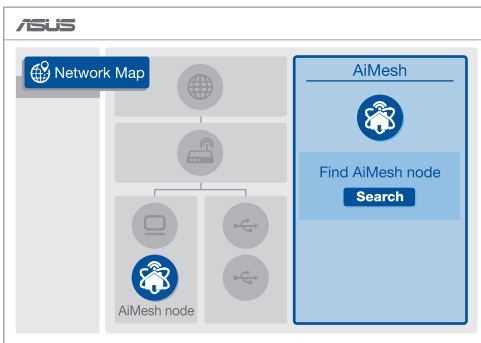 ASUS
Network Map
AiMesh node
AiMesh
Find AiMesh node
Search